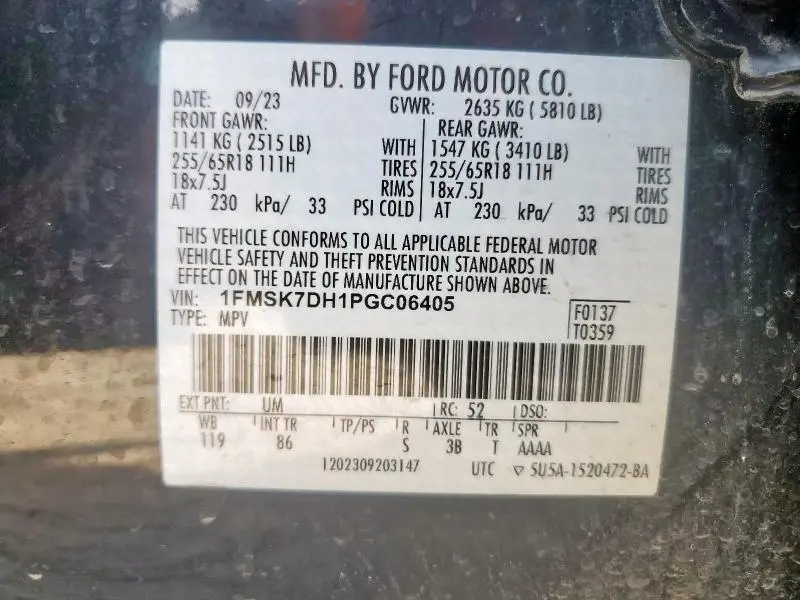 MFD. BY FORD MOTOR CO.
DATE: 09/23 GVWR: 2635 KG ( 5810 LB)
FRONT GAWR: REAR GAWR:
1141 KG ( 2515 LB) WITH 1547 KG ( 3410 LB) WITH
255/65R18 111H TIRES 255/65R18 111H TIRES
18x7.5J RIMS 18x7.5J RIMS
AT 230 kPa/ 33 PSI COLD AT 230 kPa/ 33 PSI COLD
THIS VEHICLE CONFORMS TO ALL APPLICABLE FEDERAL MOTOR
VEHICLE SAFETY AND THEFT PREVENTION STANDARDS IN
EFFECT ON THE DATE OF MANUFACTURE SHOWN ABOVE.
VIN: 1FMSK7DH1PGC06405 F0137
TYPE: MPV T0359
EXT PNT: UM RC: 52 DSO:
WB INT TR TP/PS R AXLE TR SPR
119 86 S 3B T AAAA
1202309203147 UTC ▽ 5U5A-1520472-BA